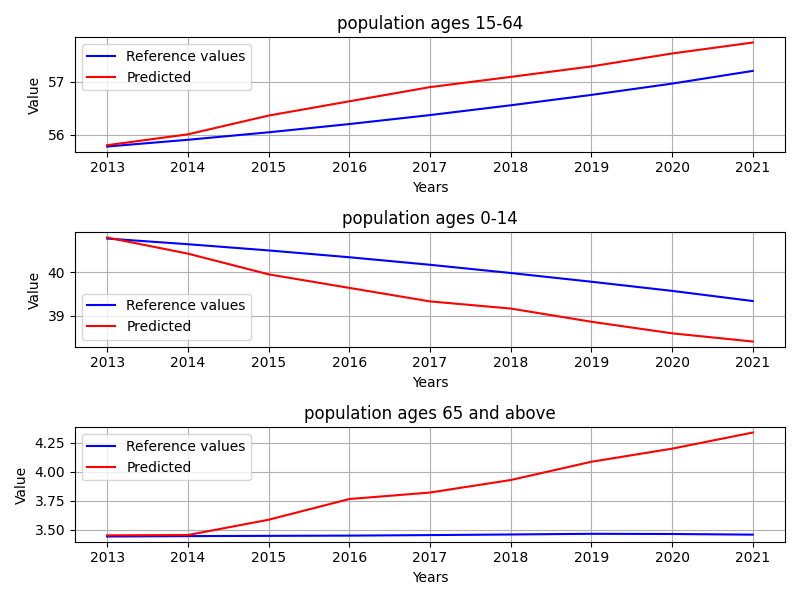 population ages 15-64
Reference values
Predicted
57
56
Value
2013 2014 2015 2016 2017 2018 2019 2020 2021
Years
population ages 0-14
40
39
Value
Reference values
Predicted
2013 2014 2015 2016 2017 2018 2019 2020 2021
Years
population ages 65 and above
Reference values
Predicted
4.25
4.00
3.75
3.50
Value
2013 2014 2015 2016 2017 2018 2019 2020 2021
Years